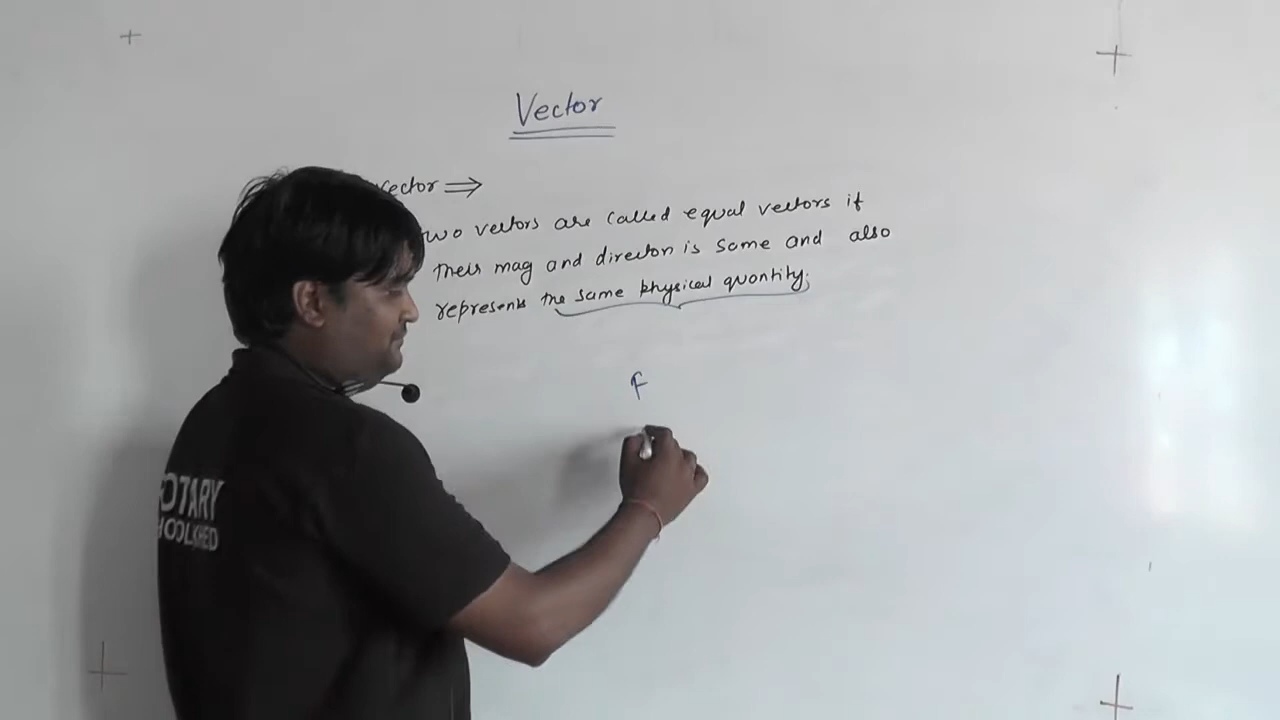 Vector
vector ⇒
two vectors are called equal vectors if
their mag and direction is same and also
represents the same physical quantity;
F
OTARY